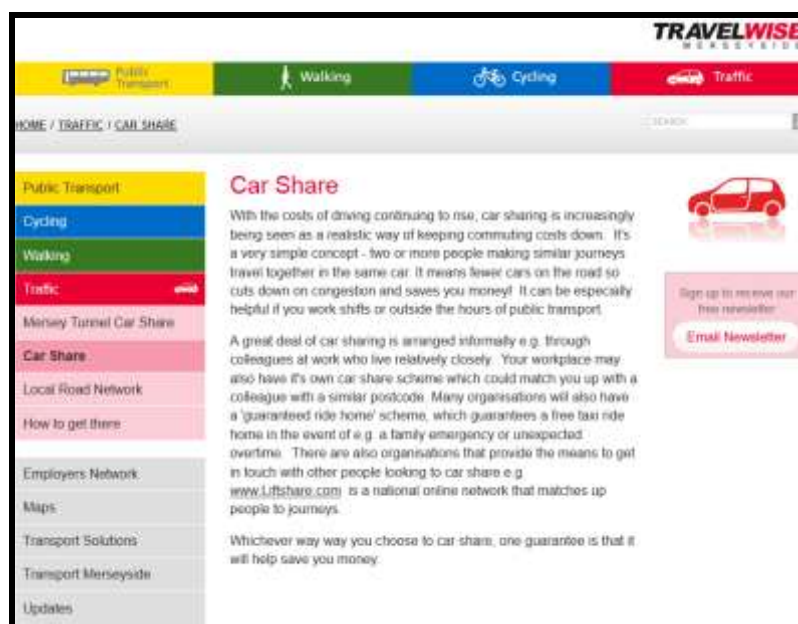 TRAVELWISE
MERSEYSIDE
Public
Transport
Walking
Cycling
Traffic
HOME / TRAFFIC / CAR SHARE
SEARCH
Public Transport
Cycling
Walking
Traffic
Mersey Tunnel Car Share
Car Share
Local Road Network
How to get there
Employers Network
Maps
Transport Solutions
Transport Merseyside
Updates
Car Share
With the costs of driving continuing to rise, car sharing is increasingly
being seen as a realistic way of keeping commuting costs down. It's
a very simple concept - two or more people making similar journeys
travel together in the same car. It means fewer cars on the road so
cuts down on congestion and saves you money! It can be especially
helpful if you work shifts or outside the hours of public transport.
A great deal of car sharing is arranged informally e.g. through
colleagues at work who live relatively closely. Your workplace may
also have it's own car share scheme which could match you up with a
colleague with a similar postcode. Many organisations will also have
a 'guaranteed ride home' scheme, which guarantees a free taxi ride
home in the event of e.g. a family emergency or unexpected
overtime. There are also organisations that provide the means to get
in touch with other people looking to car share e.g.
www.Liftshare.com is a national online network that matches up
people to journeys.
Whichever way way you choose to car share, one guarantee is that it
will help save you money.
Sign up to receive our
free newsletter
Email Newsletter